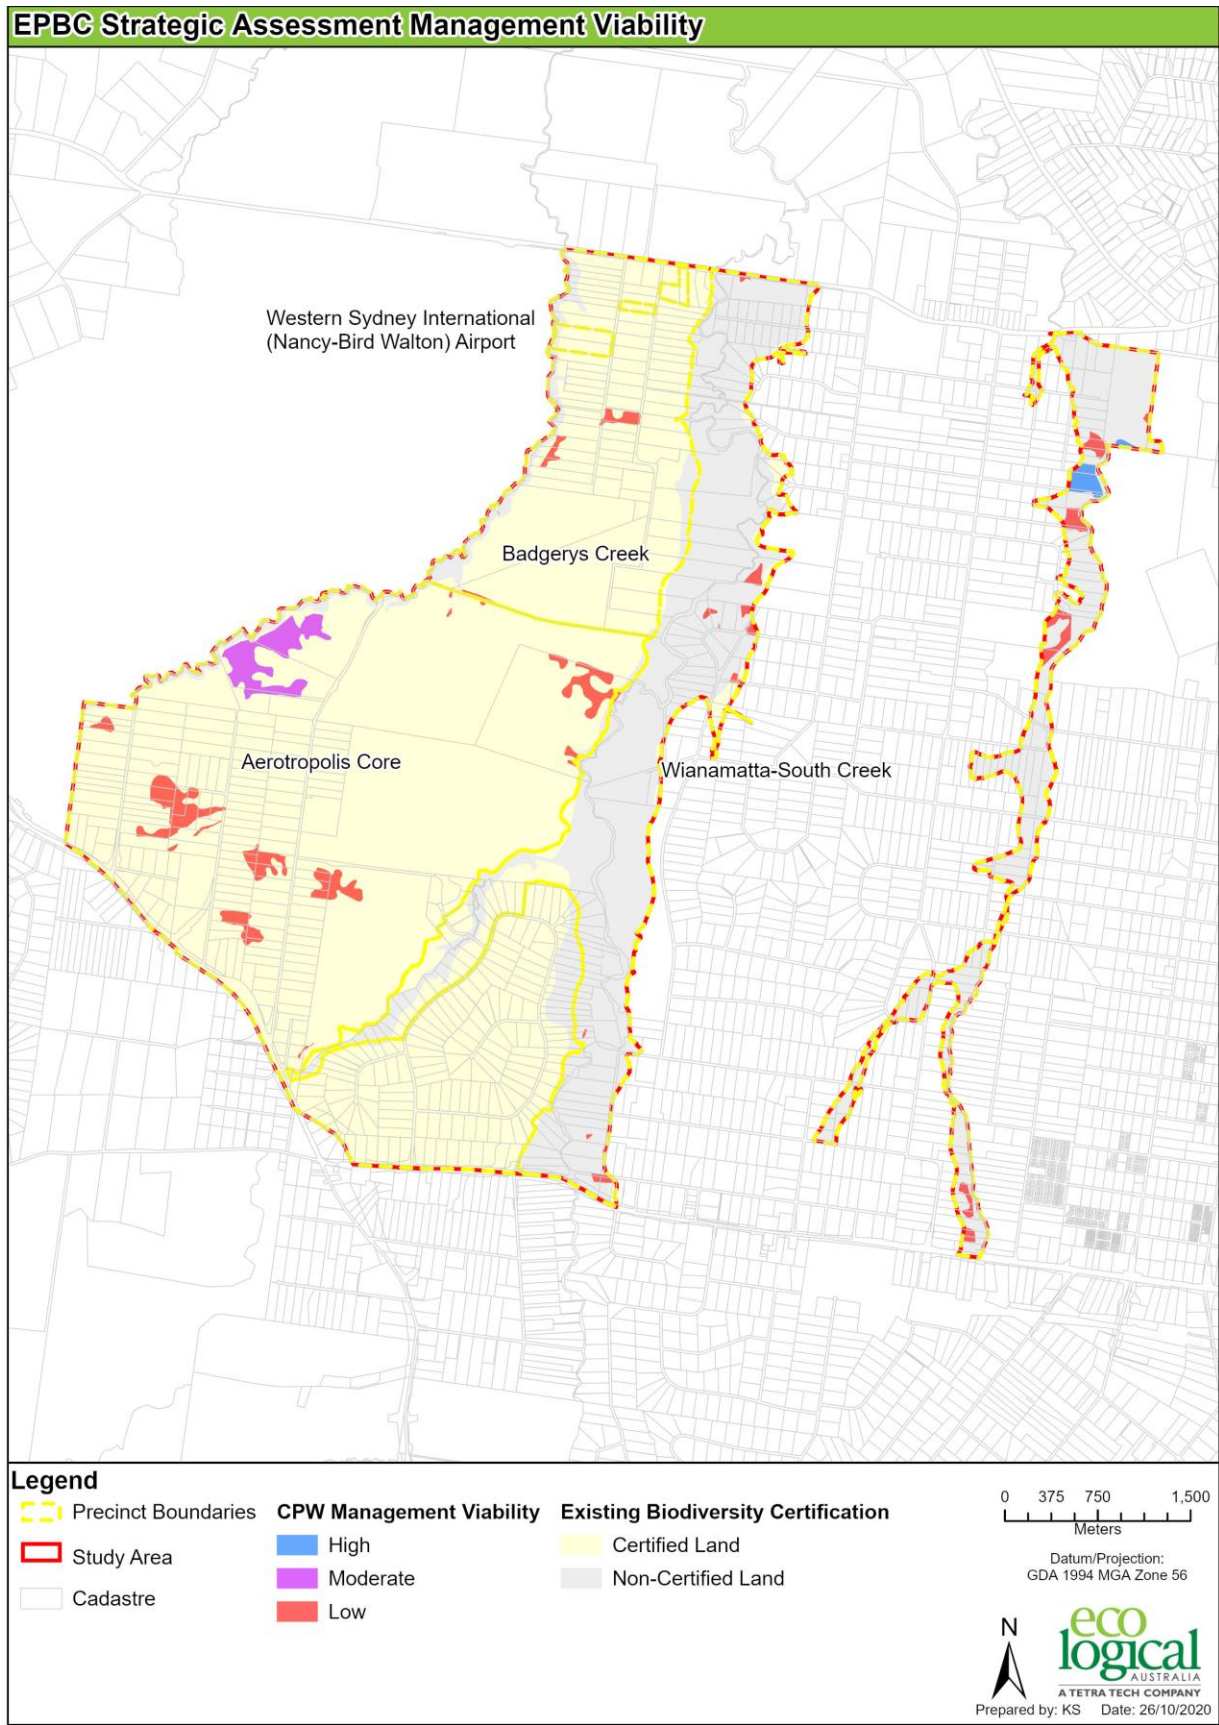 EPBC Strategic Assessment Management Viability
Western Sydney International
(Nancy-Bird Walton) Airport
Badgerys Creek
Aerotropolis Core
Wianamatta-South Creek
Legend
Precinct Boundaries
Study Area
Cadastre
CPW Management Viability
High
Moderate
Low
Existing Biodiversity Certification
Certified Land
Non-Certified Land
0 375 750 1,500
Meters
Datum/Projection:
GDA 1994 MGA Zone 56
N
eco
logical
AUSTRALIA
A TETRA TECH COMPANY
Prepared by: KS Date: 26/10/2020